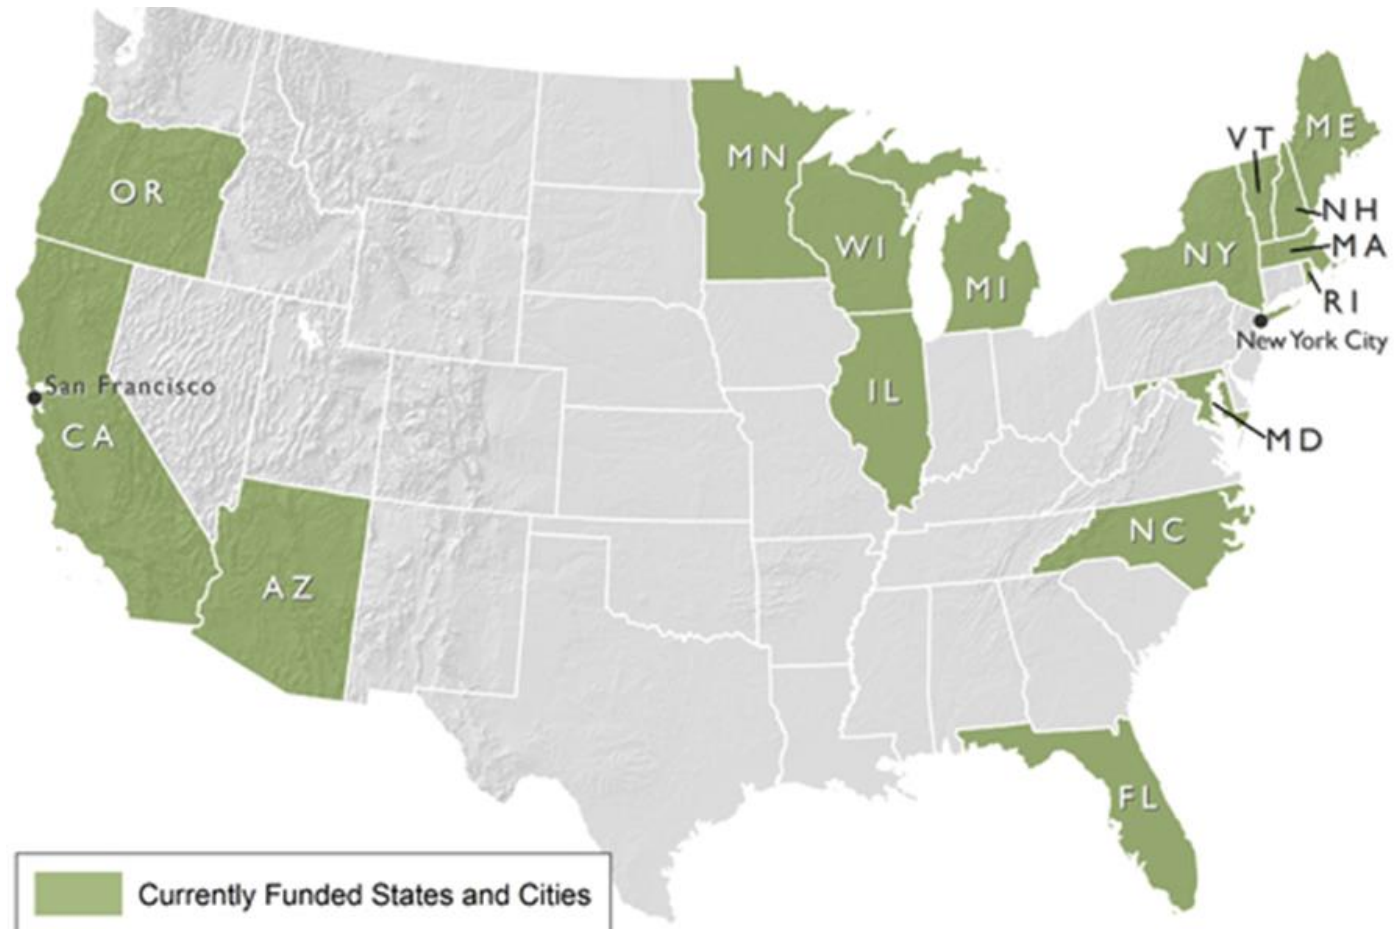 ME
VT
MN
OR
NH
WI
NY
MA
MI
RI
New York City
San Francisco
IL
CA
MD
NC
AZ
FL
Currently Funded States and Cities